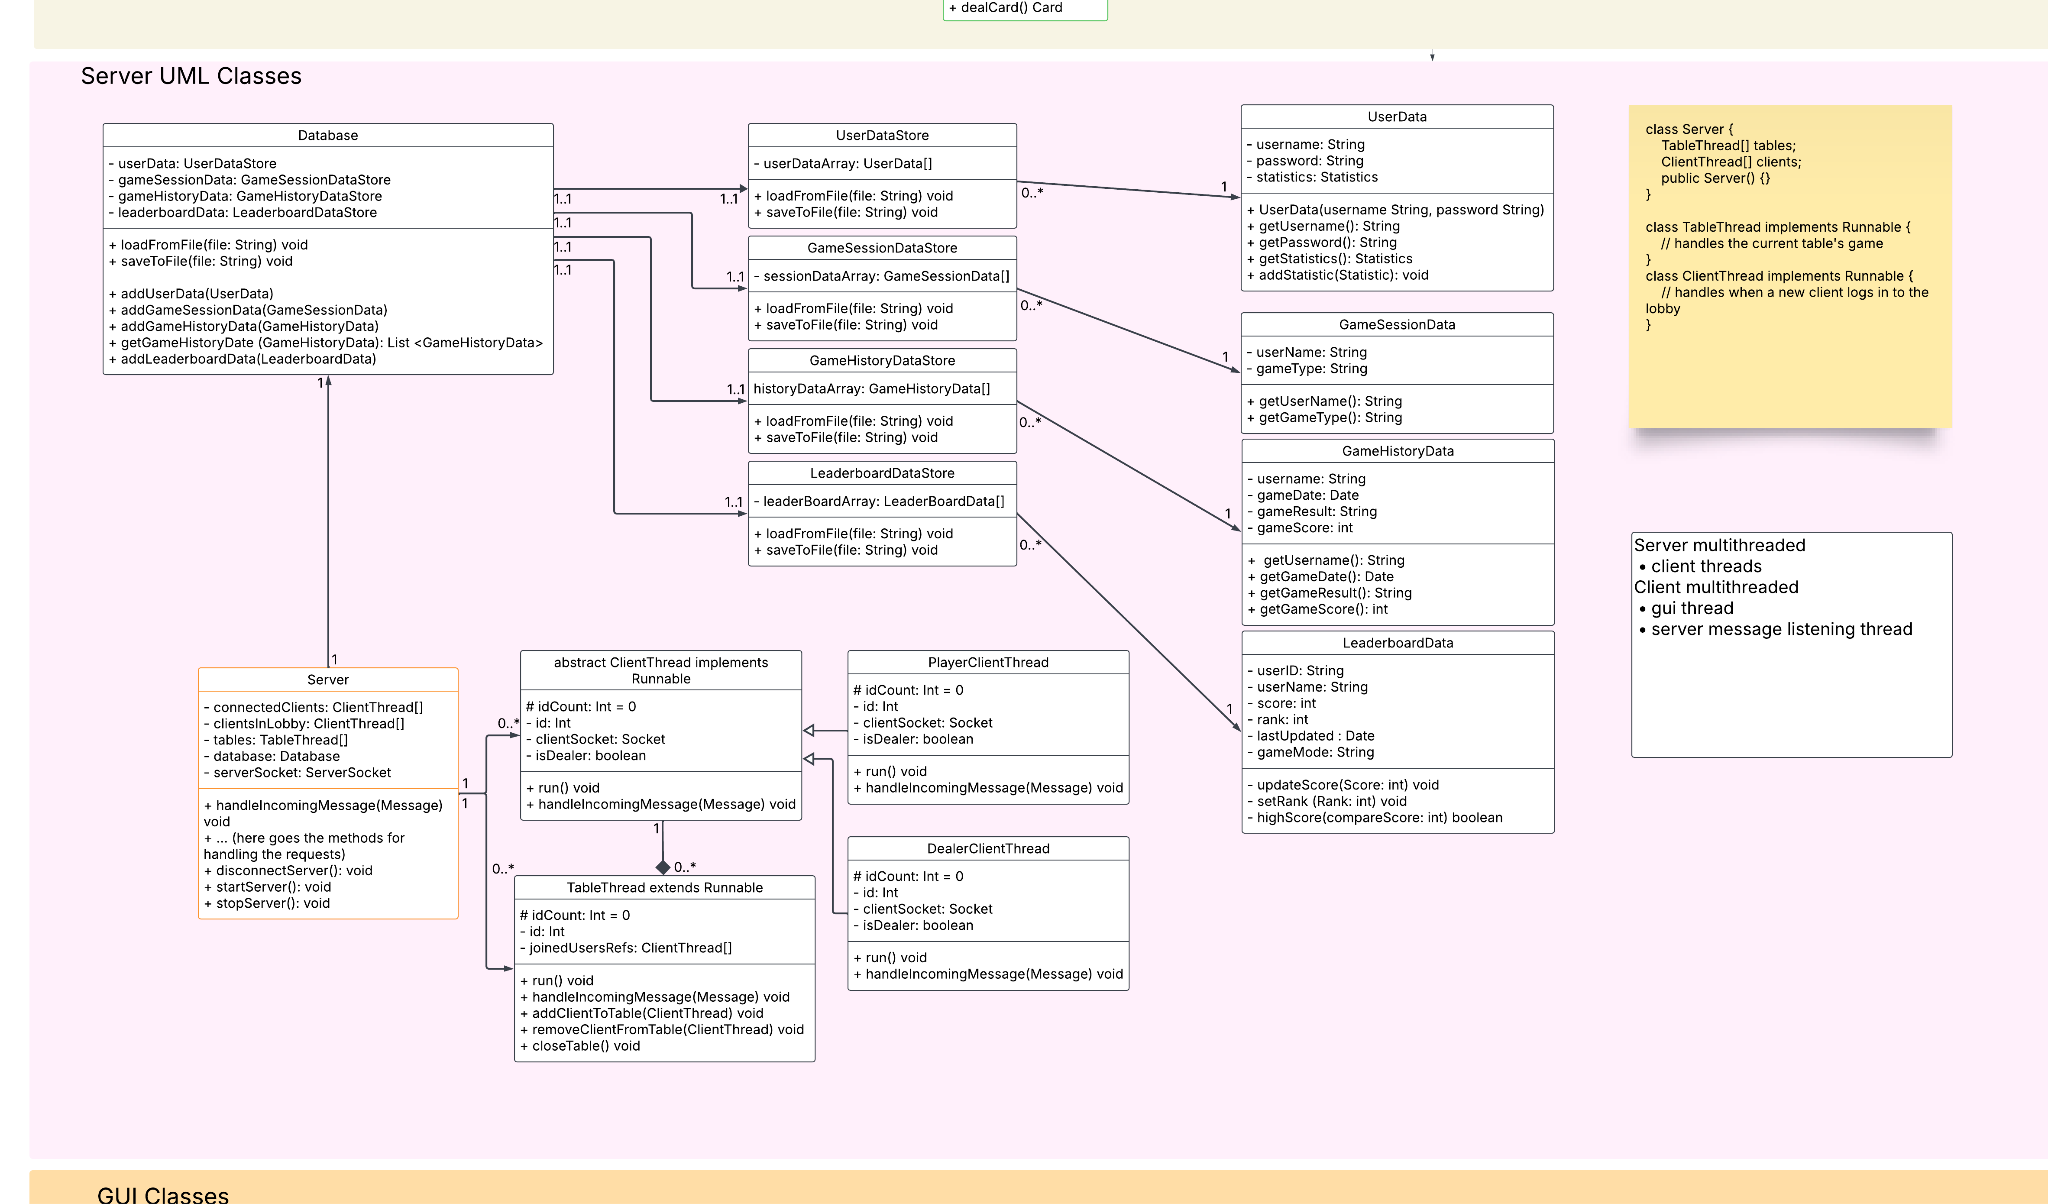 + dealCard() Card
Server UML Classes
Database
- userData: UserDataStore
- gameSessionData: GameSessionDataStore
- gameHistoryData: GameHistoryDataStore
- leaderboardData: LeaderboardDataStore
+ loadFromFile(file: String) void
+ saveToFile(file: String) void
+ addUserData(UserData)
+ addGameSessionData(GameSessionData)
+ addGameHistoryData(GameHistoryData)
+ getGameHistoryDate (GameHistoryData): List <GameHistoryData>
+ addLeaderboardData(LeaderboardData)
1..1
1..1
1..1
1..1
1..1
1..1
1..1
1..1
UserDataStore
- userDataArray: UserData[]
+ loadFromFile(file: String) void
+ saveToFile(file: String) void
GameSessionDataStore
- sessionDataArray: GameSessionData[]
+ loadFromFile(file: String) void
+ saveToFile(file: String) void
GameHistoryDataStore
historyDataArray: GameHistoryData[]
+ loadFromFile(file: String) void
+ saveToFile(file: String) void
LeaderboardDataStore
- leaderBoardArray: LeaderBoardData[]
+ loadFromFile(file: String) void
+ saveToFile(file: String) void
0..*
1
0..*
1
0..*
1
0..*
1
UserData
- username: String
- password: String
- statistics: Statistics
+ UserData(username String, password String)
+ getUsername(): String
+ getPassword(): String
+ getStatistics(): Statistics
+ addStatistic(Statistic): void
GameSessionData
- userName: String
- gameType: String
+ getUserName(): String
+ getGameType(): String
GameHistoryData
- username: String
- gameDate: Date
- gameResult: String
- gameScore: int
+  getUsername(): String
+ getGameDate(): Date
+ getGameResult(): String
+ getGameScore(): int
LeaderboardData
- userID: String
- userName: String
- score: int
- rank: int
- lastUpdated : Date
- gameMode: String
- updateScore(Score: int) void
- setRank (Rank: int) void
- highScore(compareScore: int) boolean
class Server {
TableThread[] tables;
ClientThread[] clients;
public Server() {}
}
class TableThread implements Runnable {
// handles the current table's game
}
class ClientThread implements Runnable {
// handles when a new client logs in to the
lobby
}
Server multithreaded
• client threads
Client multithreaded
• gui thread
• server message listening thread
1
1
Server
- connectedClients: ClientThread[]
- clientsInLobby: ClientThread[]
- tables: TableThread[]
- database: Database
- serverSocket: ServerSocket
+ handleIncomingMessage(Message)
void
+ ... (here goes the methods for
handling the requests)
+ disconnectServer(): void
+ startServer(): void
+ stopServer(): void
1
1
0..*
0..*
abstract ClientThread implements
Runnable
# idCount: Int = 0
- id: Int
- clientSocket: Socket
- isDealer: boolean
+ run() void
+ handleIncomingMessage(Message) void
1
0..*
TableThread extends Runnable
# idCount: Int = 0
- id: Int
- joinedUsersRefs: ClientThread[]
+ run() void
+ handleIncomingMessage(Message) void
+ addClientToTable(ClientThread) void
+ removeClientFromTable(ClientThread) void
+ closeTable() void
PlayerClientThread
# idCount: Int = 0
- id: Int
- clientSocket: Socket
- isDealer: boolean
+ run() void
+ handleIncomingMessage(Message) void
DealerClientThread
# idCount: Int = 0
- id: Int
- clientSocket: Socket
- isDealer: boolean
+ run() void
+ handleIncomingMessage(Message) void
GUI Classes